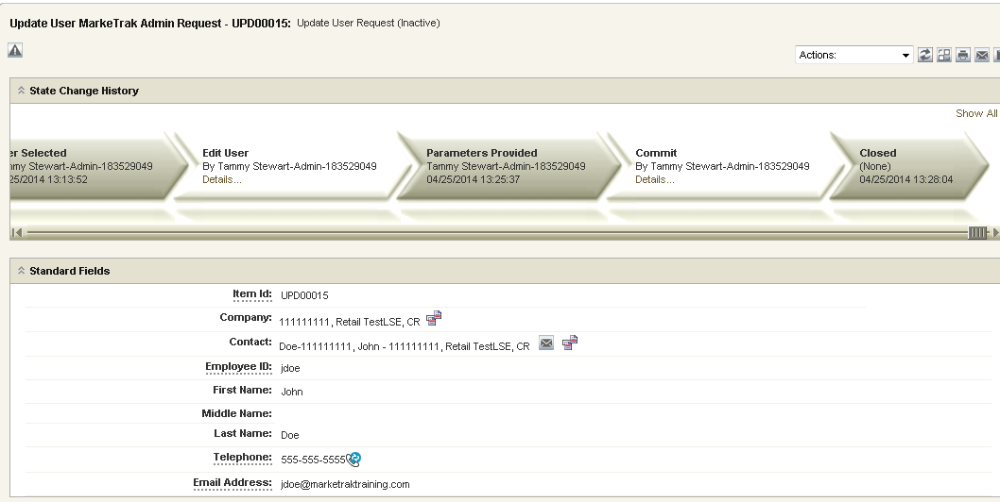 Update User MarkeTrak Admin Request - UPD00015: Update User Request (Inactive)
Actions:
State Change History
Show All
er Selected
Edit User
Parameters Provided
Commit
Closed
mmy Stewart-Admin-183529049
By Tammy Stewart-Admin-183529049
Tammy Stewart-Admin-183529049
By Tammy Stewart-Admin-183529049
(None)
25/2014 13:13:52
Details...
04/25/2014 13:25:37
Details...
04/25/2014 13:28:04
Standard Fields
Item Id: UPD00015
Company: 111111111, Retail TestLSE, CR
Contact: Doe-111111111, John - 111111111, Retail TestLSE, CR
Employee ID: jdoe
First Name: John
Middle Name:
Last Name: Doe
Telephone: 555-555-5555
Email Address: jdoe@marketraktraining.com